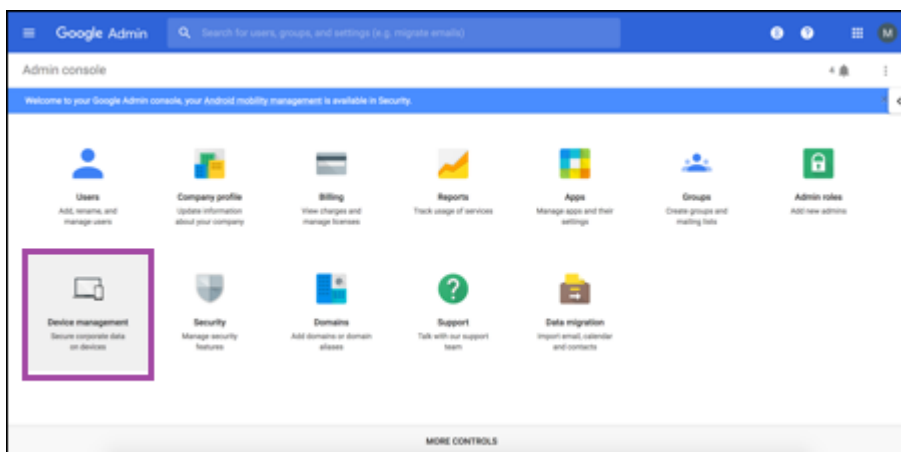 Google Admin
Search for users, groups, and settings (e.g. migrate emails)
M
Admin console
4
Welcome to your Google Admin console, your Android mobility management is available in Security.
Users
Add, rename, and
manage users
Company profile
Update information
about your company
Billing
View charges and
manage licenses
Reports
Track usage of services
Apps
Manage apps and their
settings
Groups
Create groups and
mailing lists
Admin roles
Add new admins
Device management
Secure corporate data
on devices
Security
Manage security
features
Domains
Add domains or domain
aliases
Support
Talk with our support
team
Data migration
Import email, calendar
and contacts
MORE CONTROLS